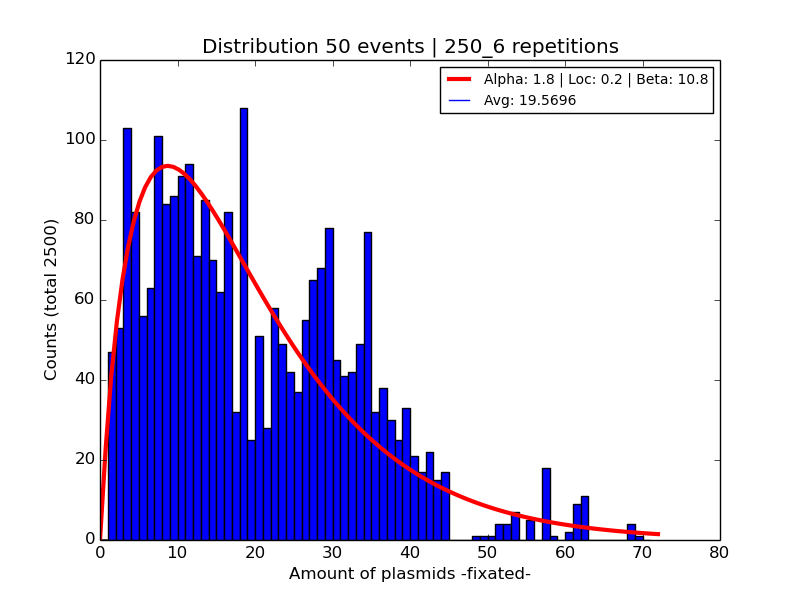 Distribution 50 events | 250_6 repetitions
Alpha: 1.8 | Loc: 0.2 | Beta: 10.8
Avg: 19.5696
120
100
80
60
40
20
0
Counts (total 2500)
0 10 20 30 40 50 60 70 80
Amount of plasmids -fixated-